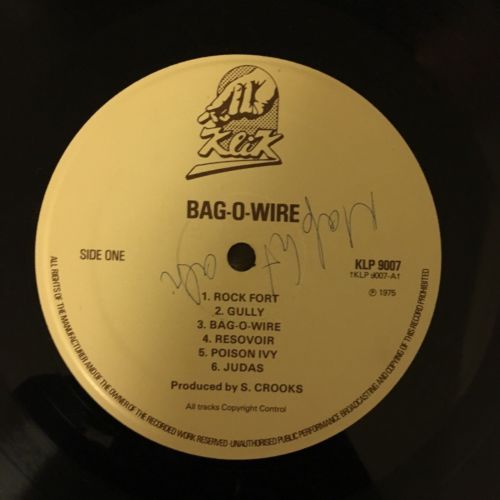 KLIK
BAG-O-WIRE
SIDE ONE
KLP 9007
1KLP 9007-A1
℗ 1975
1. ROCK FORT
2. GULLY
3. BAG-O-WIRE
4. RESOVOIR
5. POISON IVY
6. JUDAS
Produced by S. CROOKS
All tracks Copyright Control
ALL RIGHTS OF THE MANUFACTURER AND OF THE OWNER OF THE RECORDED WORK RESERVED-UNAUTHORISED PUBLIC PERFORMANCE BROADCASTING AND COPYING OF THIS RECORD PROHIBITED